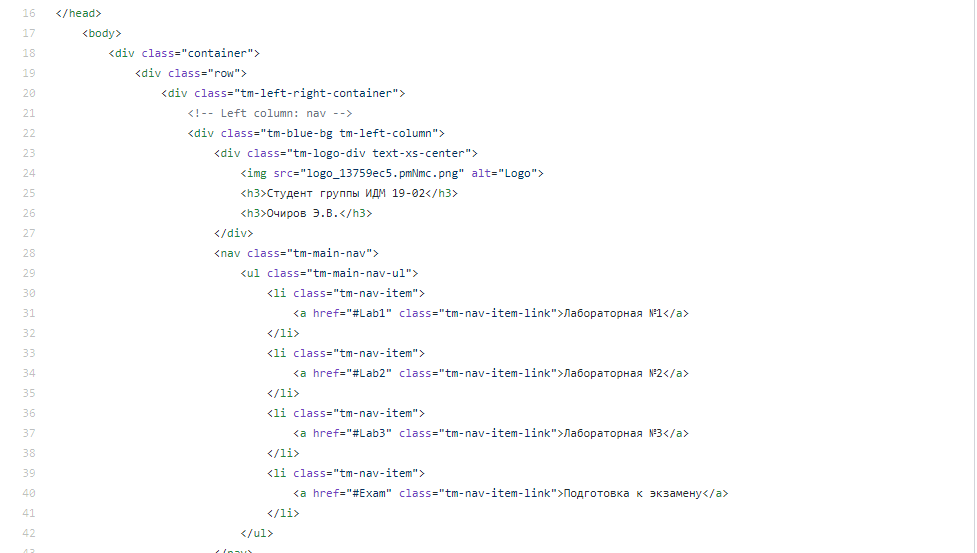 16 </head>
17 <body>
18 <div class="container">
19 <div class="row">
20 <div class="tm-left-right-container">
21 <!-- Left column: nav -->
22 <div class="tm-blue-bg tm-left-column">
23 <div class="tm-logo-div text-xs-center">
24 <img src="logo_13759ec5.pmNmc.png" alt="Logo">
25 <h3>Студент группы ИДМ 19-02</h3>
26 <h3>Очиров Э.В.</h3>
27 </div>
28 <nav class="tm-main-nav">
29 <ul class="tm-main-nav-ul">
30 <li class="tm-nav-item">
31 <a href="#Lab1" class="tm-nav-item-link">Лабораторная №1</a>
32 </li>
33 <li class="tm-nav-item">
34 <a href="#Lab2" class="tm-nav-item-link">Лабораторная №2</a>
35 </li>
36 <li class="tm-nav-item">
37 <a href="#Lab3" class="tm-nav-item-link">Лабораторная №3</a>
38 </li>
39 <li class="tm-nav-item">
40 <a href="#Exam" class="tm-nav-item-link">Подготовка к экзамену</a>
41 </li>
42 </ul>
43 </nav>